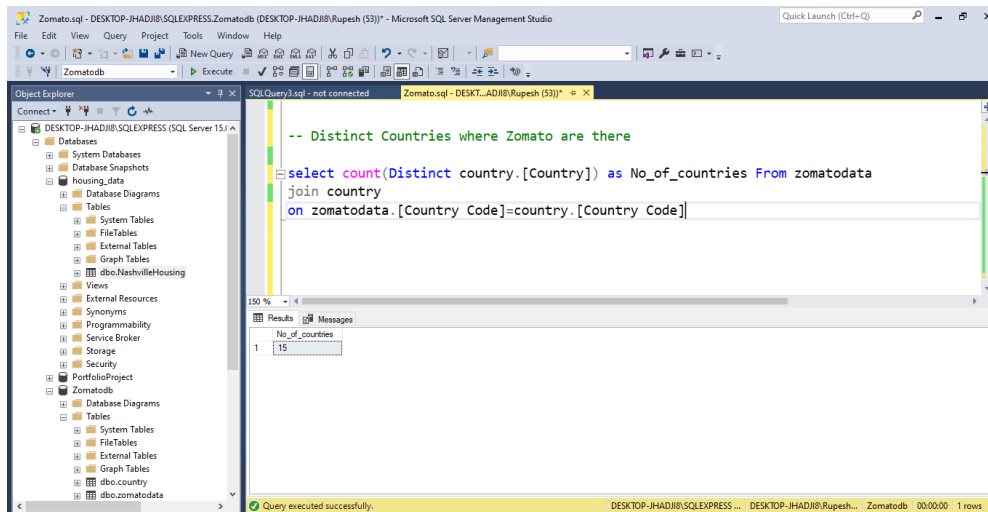 Zomato.sql - DESKTOP-JHADJI8\SQLEXPRESS.Zomatodb (DESKTOP-JHADJI8\Rupesh (53))* - Microsoft SQL Server Management Studio
Quick Launch (Ctrl+Q)
File Edit View Query Project Tools Window Help
New Query
Zomatodb
Execute
Object Explorer
SQLQuery3.sql - not connected
Zomato.sql - DESKT...ADJI8\Rupesh (53))*
Connect
DESKTOP-JHADJI8\SQLEXPRESS (SQL Server 15.(
Databases
System Databases
Database Snapshots
housing_data
Database Diagrams
Tables
System Tables
FileTables
External Tables
Graph Tables
dbo.NashvilleHousing
Views
External Resources
Synonyms
Programmability
Service Broker
Storage
Security
PortfolioProject
Zomatodb
Database Diagrams
Tables
System Tables
FileTables
External Tables
Graph Tables
dbo.country
dbo.zomatodata
-- Distinct Countries where Zomato are there
select count(Distinct country.[Country]) as No_of_countries From zomatodata
join country
on zomatodata.[Country Code]=country.[Country Code]
150 %
Results Messages
No_of_countries
1 15
Query executed successfully.
DESKTOP-JHADJI8\SQLEXPRESS ... DESKTOP-JHADJI8\Rupesh... Zomatodb 00:00:00 1 rows